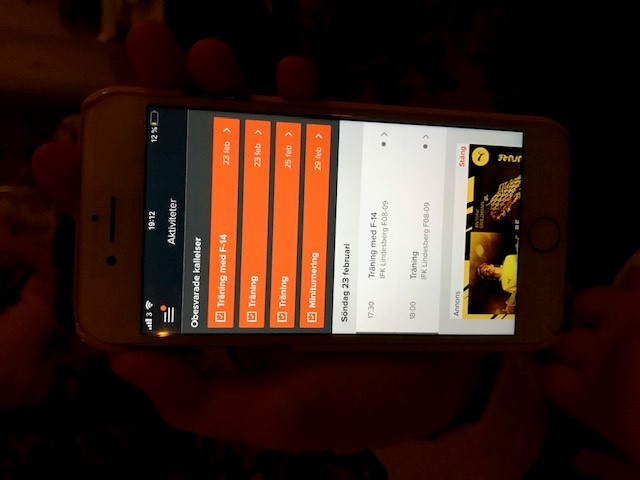 3 19:12 12 %
Aktiviteter
Obesvarade kallelser
Träning med F-14 23 feb
Träning 23 feb
Träning 25 feb
Miniturnering 29 feb
Söndag 23 februari
17:30 Träning med F-14
IFK Lindesberg F08-09
18:00 Träning
IFK Lindesberg F08-09
Annons Stäng